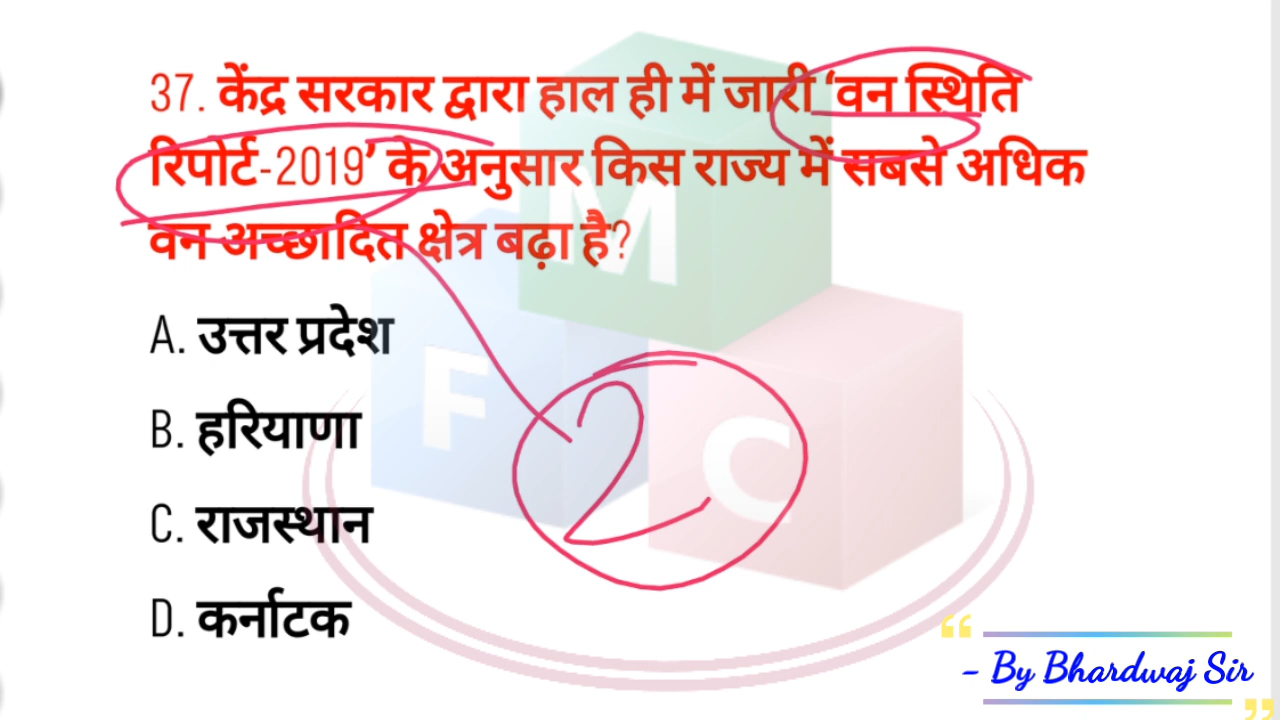 37. केंद्र सरकार द्वारा हाल ही में जारी ‘वन स्थिति
रिपोर्ट-2019’ के अनुसार किस राज्य में सबसे अधिक
वन अच्छादित क्षेत्र बढ़ा है?
A. उत्तर प्रदेश
B. हरियाणा
C. राजस्थान
D. कर्नाटक
M
F
C
2
“
- By Bhardwaj Sir
”